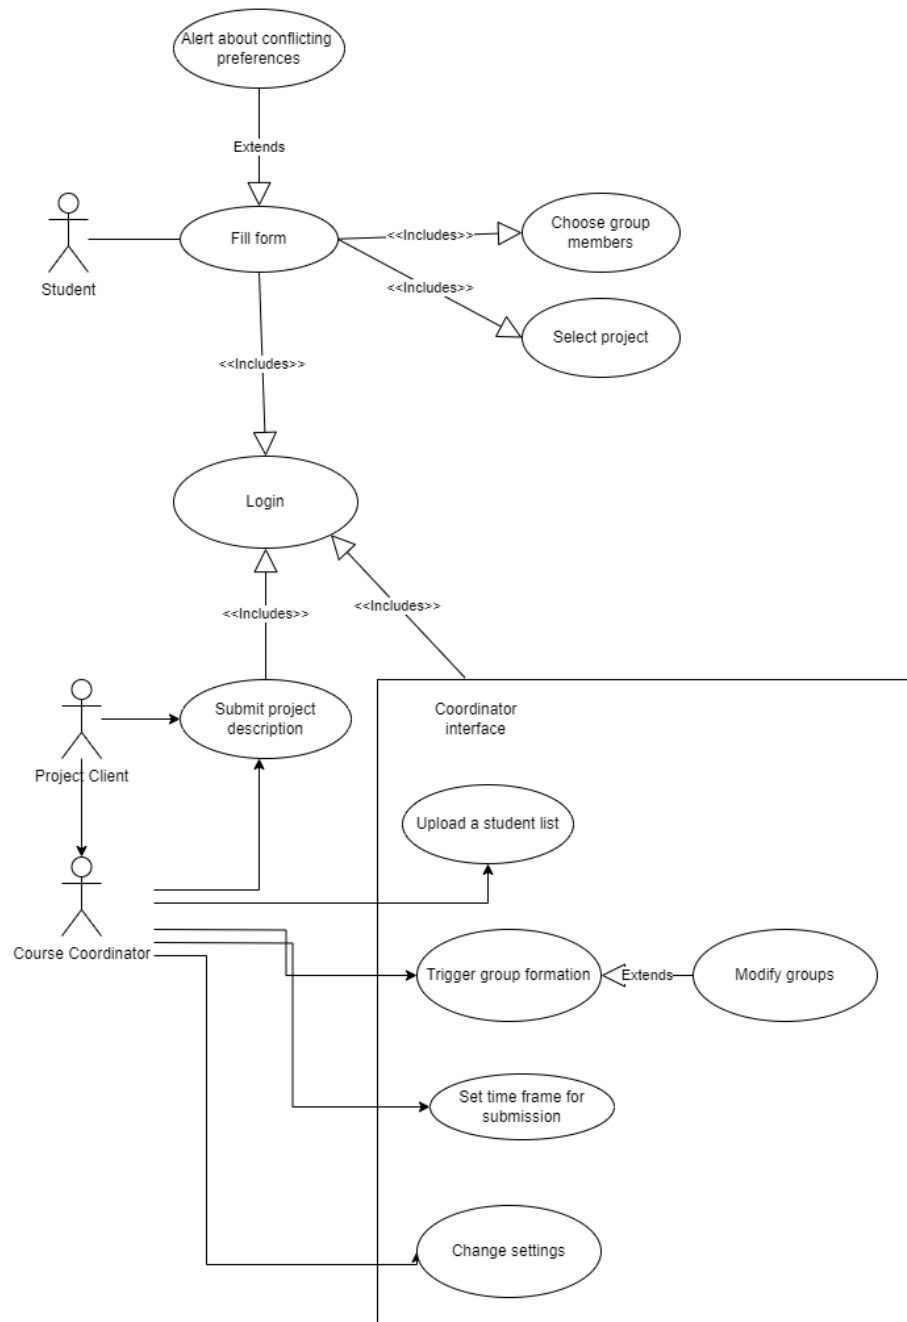 Alert about conflicting
preferences
Extends
Fill form
<<Includes>>
Choose group
members
<<Includes>>
Select project
Student
<<Includes>>
Login
<<Includes>>
<<Includes>>
Submit project
description
Coordinator
interface
Project Client
Upload a student list
Course Coordinator
Trigger group formation
Extends
Modify groups
Set time frame for
submission
Change settings